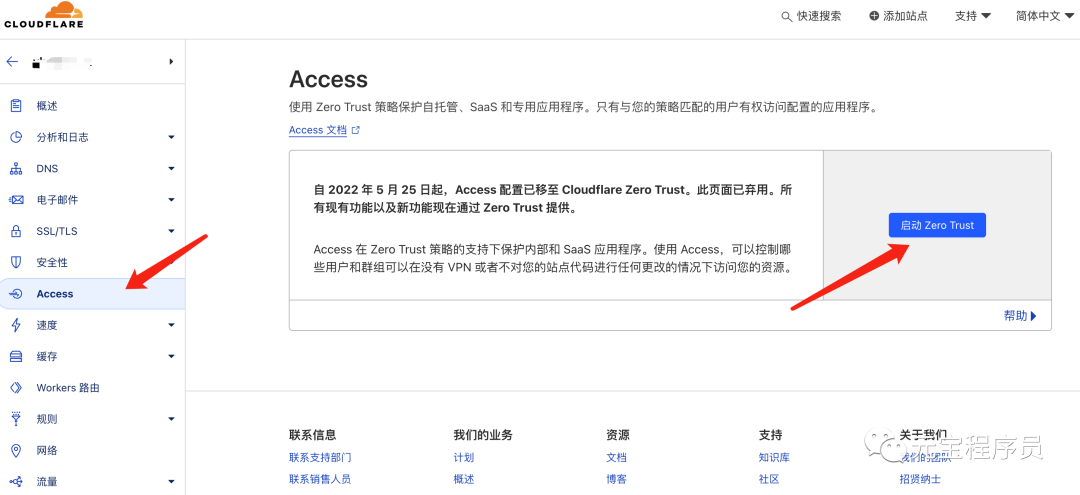 CLOUDFLARE
快速搜索 添加站点 支持 简体中文
概述
分析和日志
DNS
电子邮件
SSL/TLS
安全性
Access
速度
缓存
Workers 路由
规则
网络
流量
Access
使用 Zero Trust 策略保护自托管、SaaS 和专用应用程序。只有与您的策略匹配的用户有权访问配置的应用程序。
Access 文档
自 2022 年 5 月 25 日起，Access 配置已移至 Cloudflare Zero Trust。此页面已弃用。所
有现有功能以及新功能现在通过 Zero Trust 提供。
Access 在 Zero Trust 策略的支持下保护内部和 SaaS 应用程序。使用 Access，可以控制哪
些用户和群组可以在没有 VPN 或者不对您的站点代码进行任何更改的情况下访问您的资源。
启动 Zero Trust
帮助
联系信息
联系支持部门
联系销售人员
我们的业务
计划
概述
资源
文档
博客
支持
知识库
社区
关于我们
我们的团队
招贤纳士
元宝程序员